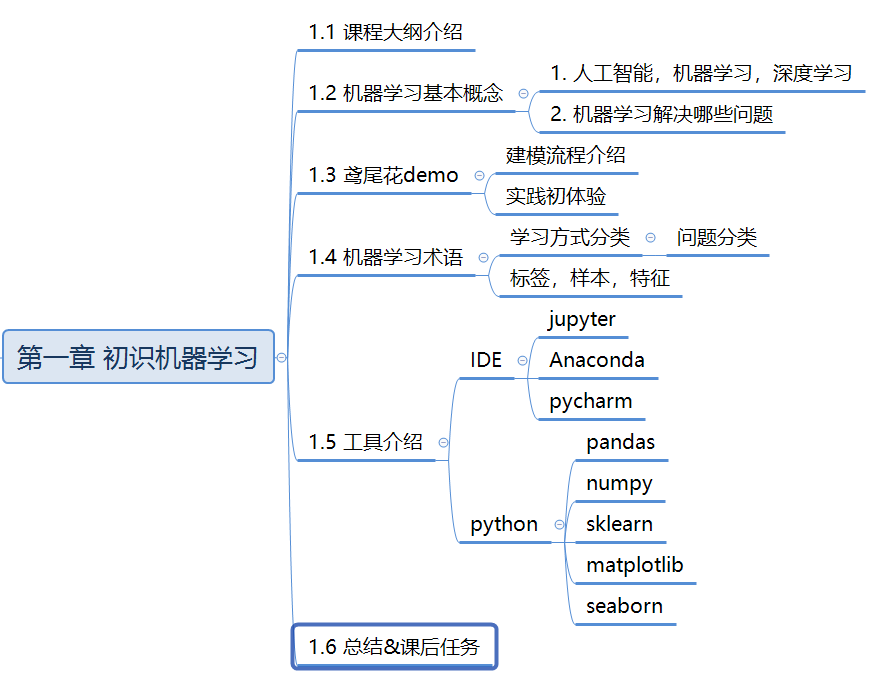 第一章 初识机器学习
1.1 课程大纲介绍
1.2 机器学习基本概念
1. 人工智能，机器学习，深度学习
2. 机器学习解决哪些问题
1.3 鸢尾花demo
建模流程介绍
实践初体验
1.4 机器学习术语
学习方式分类
问题分类
标签，样本，特征
1.5 工具介绍
IDE
jupyter
Anaconda
pycharm
python
pandas
numpy
sklearn
matplotlib
seaborn
1.6 总结&课后任务